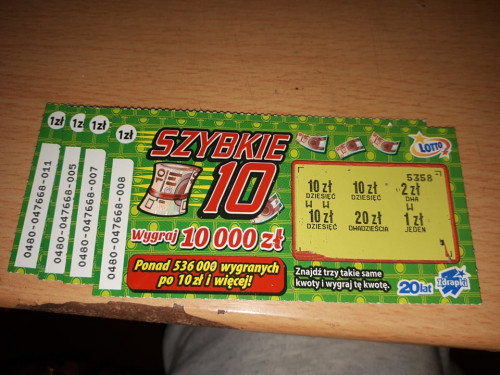 1zł
1zł
1zł
1zł
0480-047668-011
0480-047668-005
0480-047668-007
0480-047668-008
SZYBKIE
10
Wygraj 10 000 zł
Ponad 536 000 wygranych
po 10 zł i więcej!
LOTTO
5358
10 zł 10 zł 2 zł
DZIESIĘĆ DZIESIĘĆ DWA
10 zł 20 zł 1 zł
DZIESIĘĆ DWADZIEŚCIA JEDEN
Znajdź trzy takie same
kwoty i wygraj tę kwotę.
20 lat
Zdrapki